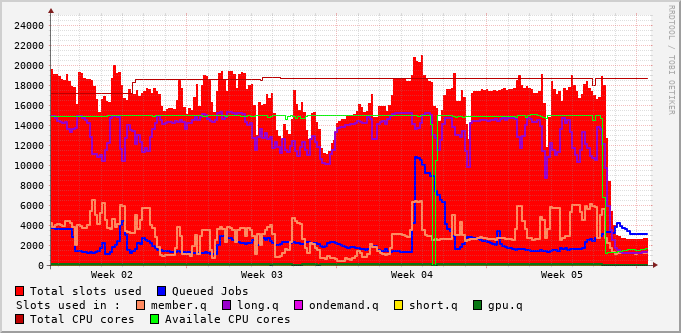 24000
22000
20000
18000
16000
14000
12000
10000
8000
6000
4000
2000
0
Week 02 Week 03 Week 04 Week 05
Total slots used Queued Jobs
Slots used in : member.q long.q ondemand.q short.q gpu.q
Total CPU cores Availale CPU cores
RRDTOOL / TOBI OETIKER